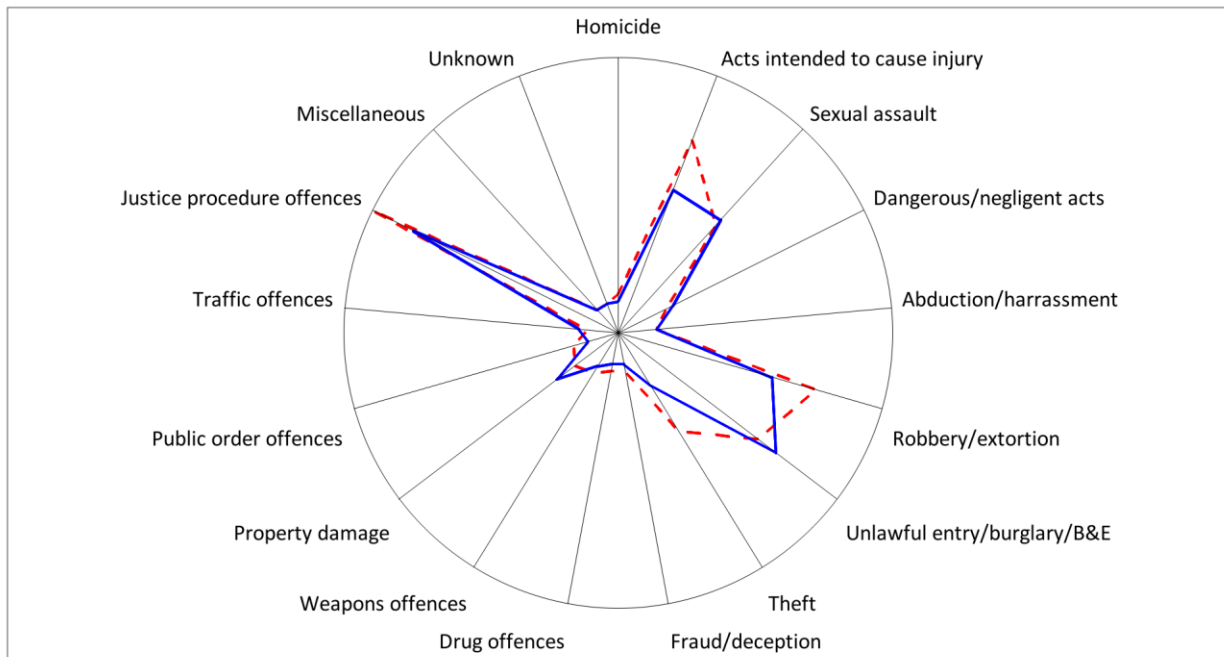 Homicide
Acts intended to cause injury
Sexual assault
Dangerous/negligent acts
Abduction/harrassment
Robbery/extortion
Unlawful entry/burglary/B&E
Theft
Fraud/deception
Drug offences
Weapons offences
Property damage
Public order offences
Traffic offences
Justice procedure offences
Miscellaneous
Unknown